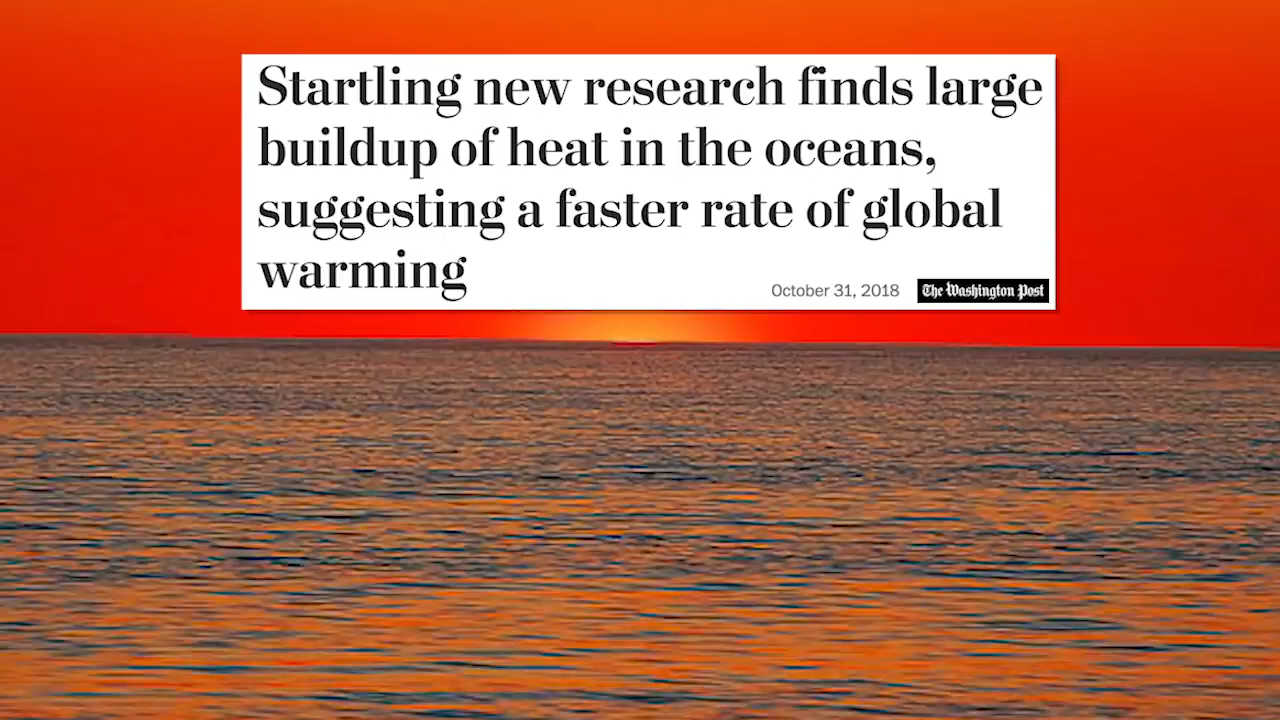 Startling new research finds large
buildup of heat in the oceans,
suggesting a faster rate of global
warming
October 31, 2018 The Washington Post